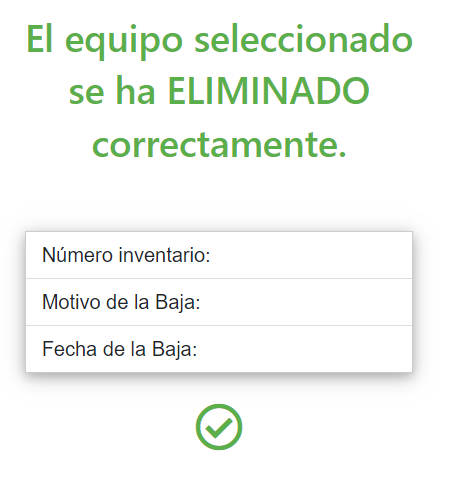 El equipo seleccionado
se ha ELIMINADO
correctamente.
Número inventario:
Motivo de la Baja:
Fecha de la Baja: